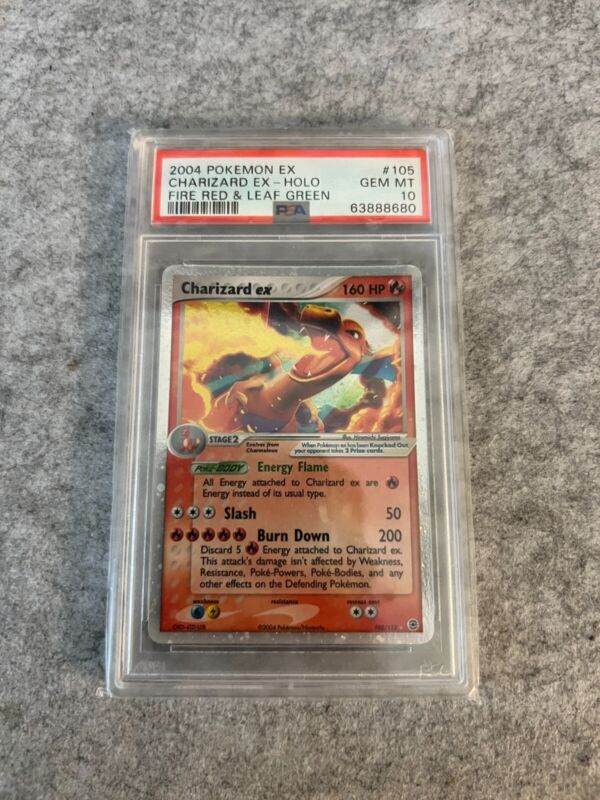 2004 POKEMON EX #105
CHARIZARD EX - HOLO GEM MT
FIRE RED & LEAF GREEN 10
PSA 63888680
Charizard ex 160 HP
STAGE 2
Evolves from
Charmeleon
When Pokémon-ex has been Knocked Out,
your opponent takes 2 Prize cards.
Poké-BODY Energy Flame
All Energy attached to Charizard ex are
Energy instead of its usual type.
Slash 50
Burn Down 200
Discard 5 Energy attached to Charizard ex.
This attack's damage isn't affected by Weakness,
Resistance, Poké-Powers, Poké-Bodies, and any
other effects on the Defending Pokémon.
weakness resistance retreat cost
©2004 Pokémon/Nintendo